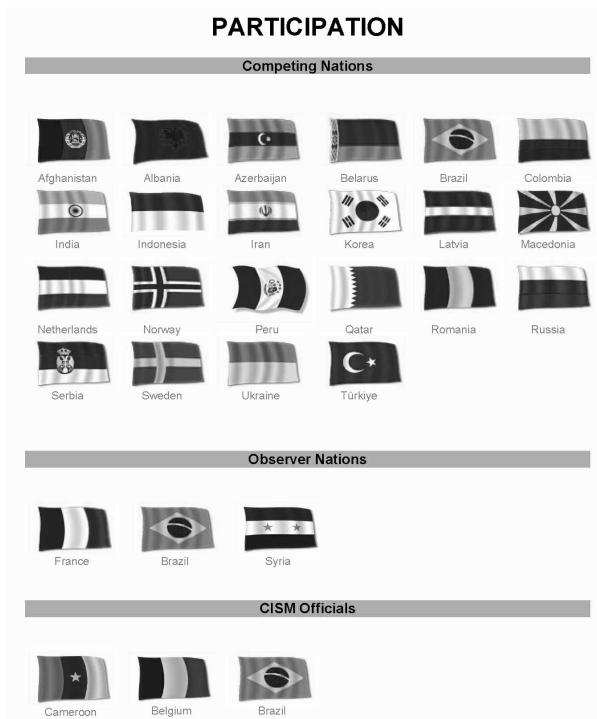 PARTICIPATION
Competing Nations
Afghanistan Albania Azerbaijan Belarus Brazil Colombia
India Indonesia Iran Korea Latvia Macedonia
Netherlands Norway Peru Qatar Romania Russia
Serbia Sweden Ukraine Türkiye
Observer Nations
France Brazil Syria
CISM Officials
Cameroon Belgium Brazil